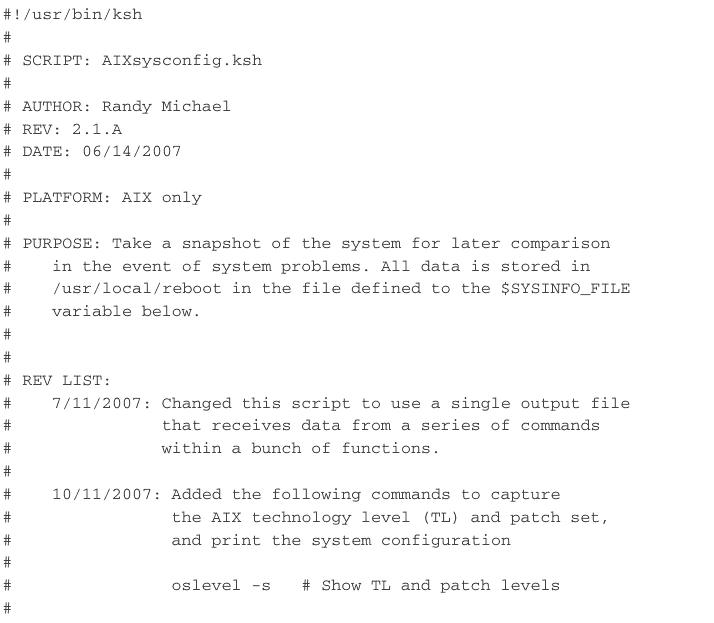 #!/usr/bin/ksh
#
# SCRIPT: AIXsysconfig.ksh
#
# AUTHOR: Randy Michael
# REV: 2.1.A
# DATE: 06/14/2007
#
# PLATFORM: AIX only
#
# PURPOSE: Take a snapshot of the system for later comparison
#    in the event of system problems. All data is stored in
#    /usr/local/reboot in the file defined to the $SYSINFO_FILE
#    variable below.
#
#
# REV LIST:
#    7/11/2007: Changed this script to use a single output file
#               that receives data from a series of commands
#               within a bunch of functions.
#
#    10/11/2007: Added the following commands to capture
#                the AIX technology level (TL) and patch set,
#                and print the system configuration
#
#                oslevel -s   # Show TL and patch levels
#